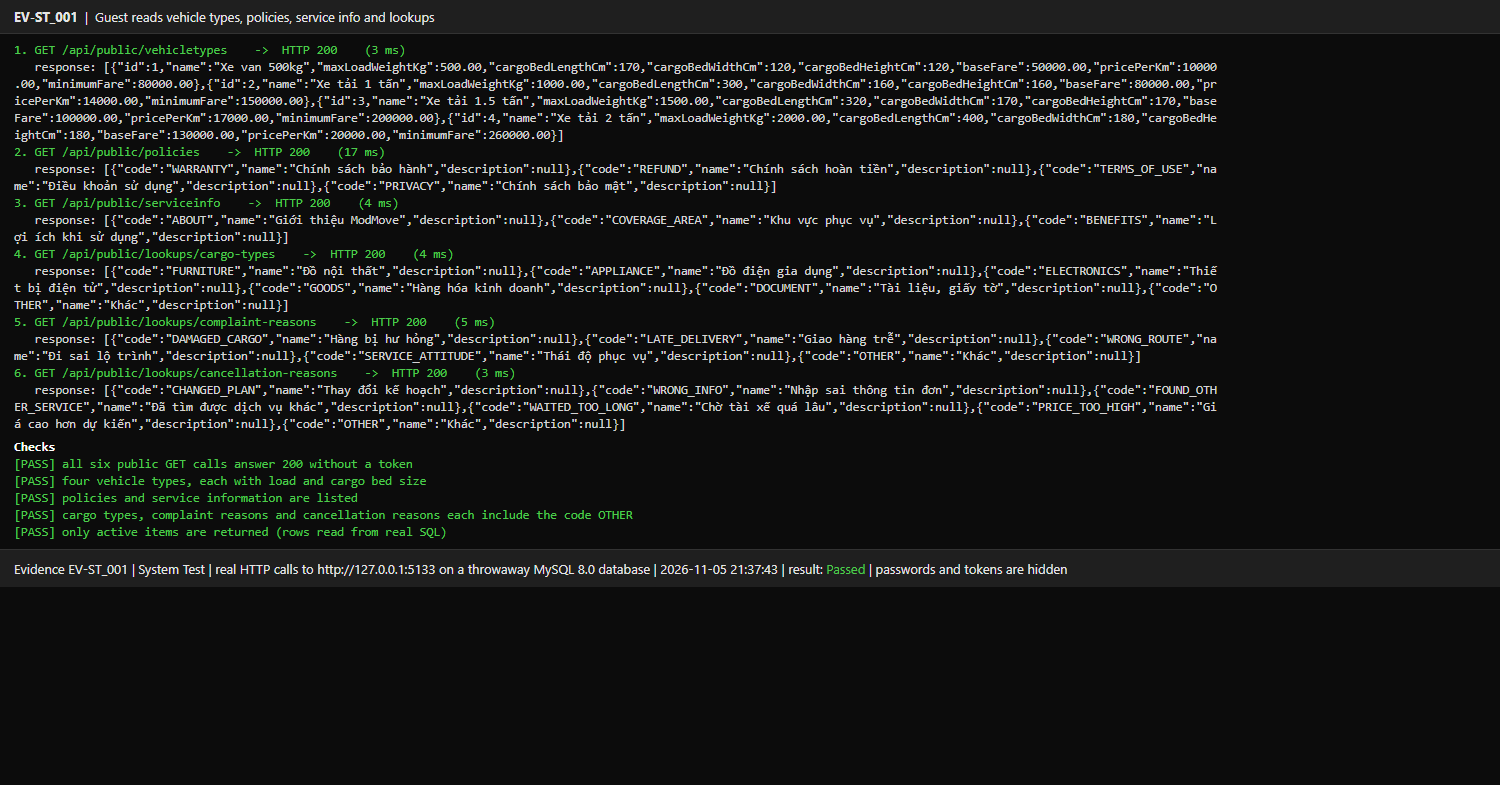 EV-ST_001 | Guest reads vehicle types, policies, service info and lookups
1. GET /api/public/vehicletypes -> HTTP 200 (3 ms)
response: [{"id":1,"name":"Xe van 500kg","maxLoadWeightKg":500.00,"cargoBedLengthCm":170,"cargoBedWidthCm":120,"cargoBedHeightCm":120,"baseFare":50000.00,"pricePerKm":10000
.00,"minimumFare":80000.00},{"id":2,"name":"Xe tải 1 tấn","maxLoadWeightKg":1000.00,"cargoBedLengthCm":300,"cargoBedWidthCm":160,"cargoBedHeightCm":160,"baseFare":80000.00,"pr
icePerKm":14000.00,"minimumFare":150000.00},{"id":3,"name":"Xe tải 1.5 tấn","maxLoadWeightKg":1500.00,"cargoBedLengthCm":320,"cargoBedWidthCm":170,"cargoBedHeightCm":170,"base
Fare":100000.00,"pricePerKm":17000.00,"minimumFare":200000.00},{"id":4,"name":"Xe tải 2 tấn","maxLoadWeightKg":2000.00,"cargoBedLengthCm":400,"cargoBedWidthCm":180,"cargoBedHe
ightCm":180,"baseFare":130000.00,"pricePerKm":20000.00,"minimumFare":260000.00}]
2. GET /api/public/policies -> HTTP 200 (17 ms)
response: [{"code":"WARRANTY","name":"Chính sách bảo hành","description":null},{"code":"REFUND","name":"Chính sách hoàn tiền","description":null},{"code":"TERMS_OF_USE","na
me":"Điều khoản sử dụng","description":null},{"code":"PRIVACY","name":"Chính sách bảo mật","description":null}]
3. GET /api/public/serviceinfo -> HTTP 200 (4 ms)
response: [{"code":"ABOUT","name":"Giới thiệu ModMove","description":null},{"code":"COVERAGE_AREA","name":"Khu vực phục vụ","description":null},{"code":"BENEFITS","name":"L
ợi ích khi sử dụng","description":null}]
4. GET /api/public/lookups/cargo-types -> HTTP 200 (4 ms)
response: [{"code":"FURNITURE","name":"Đồ nội thất","description":null},{"code":"APPLIANCE","name":"Đồ điện gia dụng","description":null},{"code":"ELECTRONICS","name":"Thiế
t bị điện tử","description":null},{"code":"GOODS","name":"Hàng hóa kinh doanh","description":null},{"code":"DOCUMENT","name":"Tài liệu, giấy tờ","description":null},{"code":"O
THER","name":"Khác","description":null}]
5. GET /api/public/lookups/complaint-reasons -> HTTP 200 (5 ms)
response: [{"code":"DAMAGED_CARGO","name":"Hàng bị hư hỏng","description":null},{"code":"LATE_DELIVERY","name":"Giao hàng trễ","description":null},{"code":"WRONG_ROUTE","na
me":"Đi sai lộ trình","description":null},{"code":"SERVICE_ATTITUDE","name":"Thái độ phục vụ","description":null},{"code":"OTHER","name":"Khác","description":null}]
6. GET /api/public/lookups/cancellation-reasons -> HTTP 200 (3 ms)
response: [{"code":"CHANGED_PLAN","name":"Thay đổi kế hoạch","description":null},{"code":"WRONG_INFO","name":"Nhập sai thông tin đơn","description":null},{"code":"FOUND_OTH
ER_SERVICE","name":"Đã tìm được dịch vụ khác","description":null},{"code":"WAITED_TOO_LONG","name":"Chờ tài xế quá lâu","description":null},{"code":"PRICE_TOO_HIGH","name":"Gi
á cao hơn dự kiến","description":null},{"code":"OTHER","name":"Khác","description":null}]
Checks
[PASS] all six public GET calls answer 200 without a token
[PASS] four vehicle types, each with load and cargo bed size
[PASS] policies and service information are listed
[PASS] cargo types, complaint reasons and cancellation reasons each include the code OTHER
[PASS] only active items are returned (rows read from real SQL)
Evidence EV-ST_001 | System Test | real HTTP calls to http://127.0.0.1:5133 on a throwaway MySQL 8.0 database | 2026-11-05 21:37:43 | result: Passed | passwords and tokens are hidden